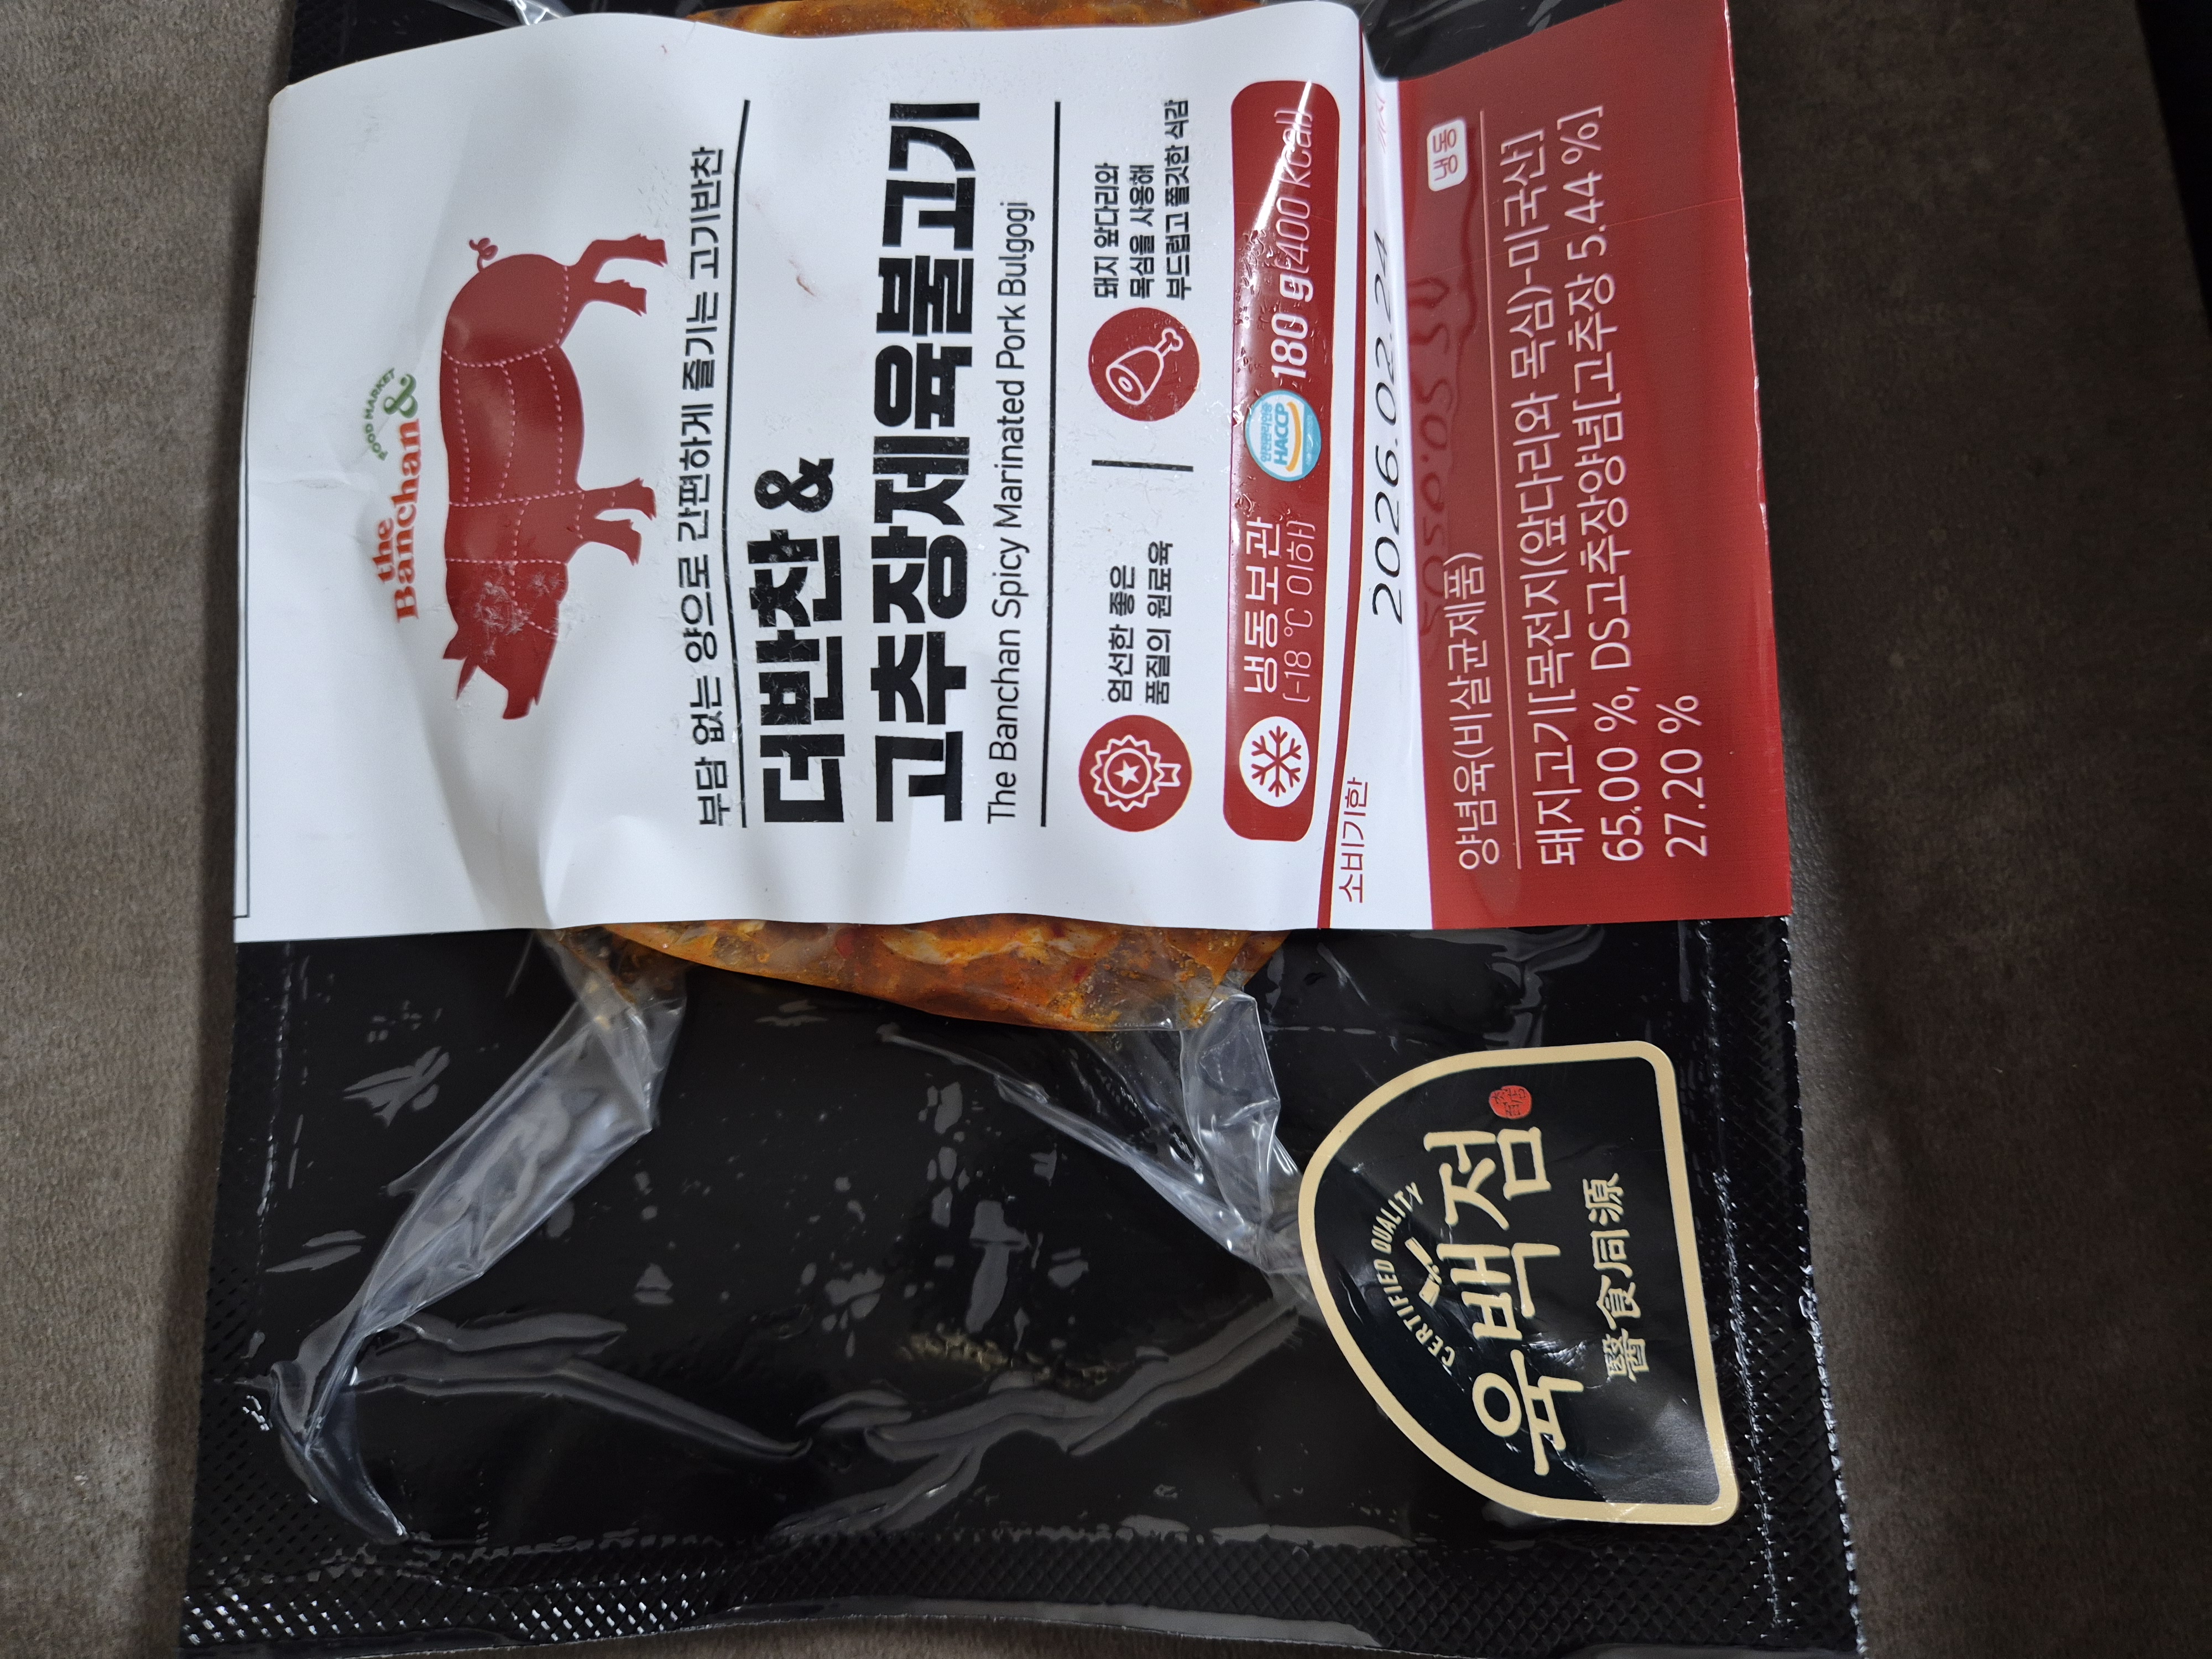 the
Banchan &
FOOD MARKET
부담 없는 양으로 간편하게 즐기는 고기반찬
더반찬&
고추장제육불고기
The Banchan Spicy Marinated Pork Bulgogi
엄선한 좋은
품질의 원료육
돼지 앞다리와
목심을 사용해
부드럽고 쫄깃한 식감
냉동보관
(-18 ℃ 이하)
안전관리인증
HACCP
180 g(400 kcal)
소비기한
2026.02.24
양념육(비살균제품)
냉동
돼지고기[목전지(앞다리와 목심)-미국산]
65.00 %, DS고추장양념[고추장 5.44 %]
27.20 %
CERTIFIED QUALITY
육백점
醫食同源